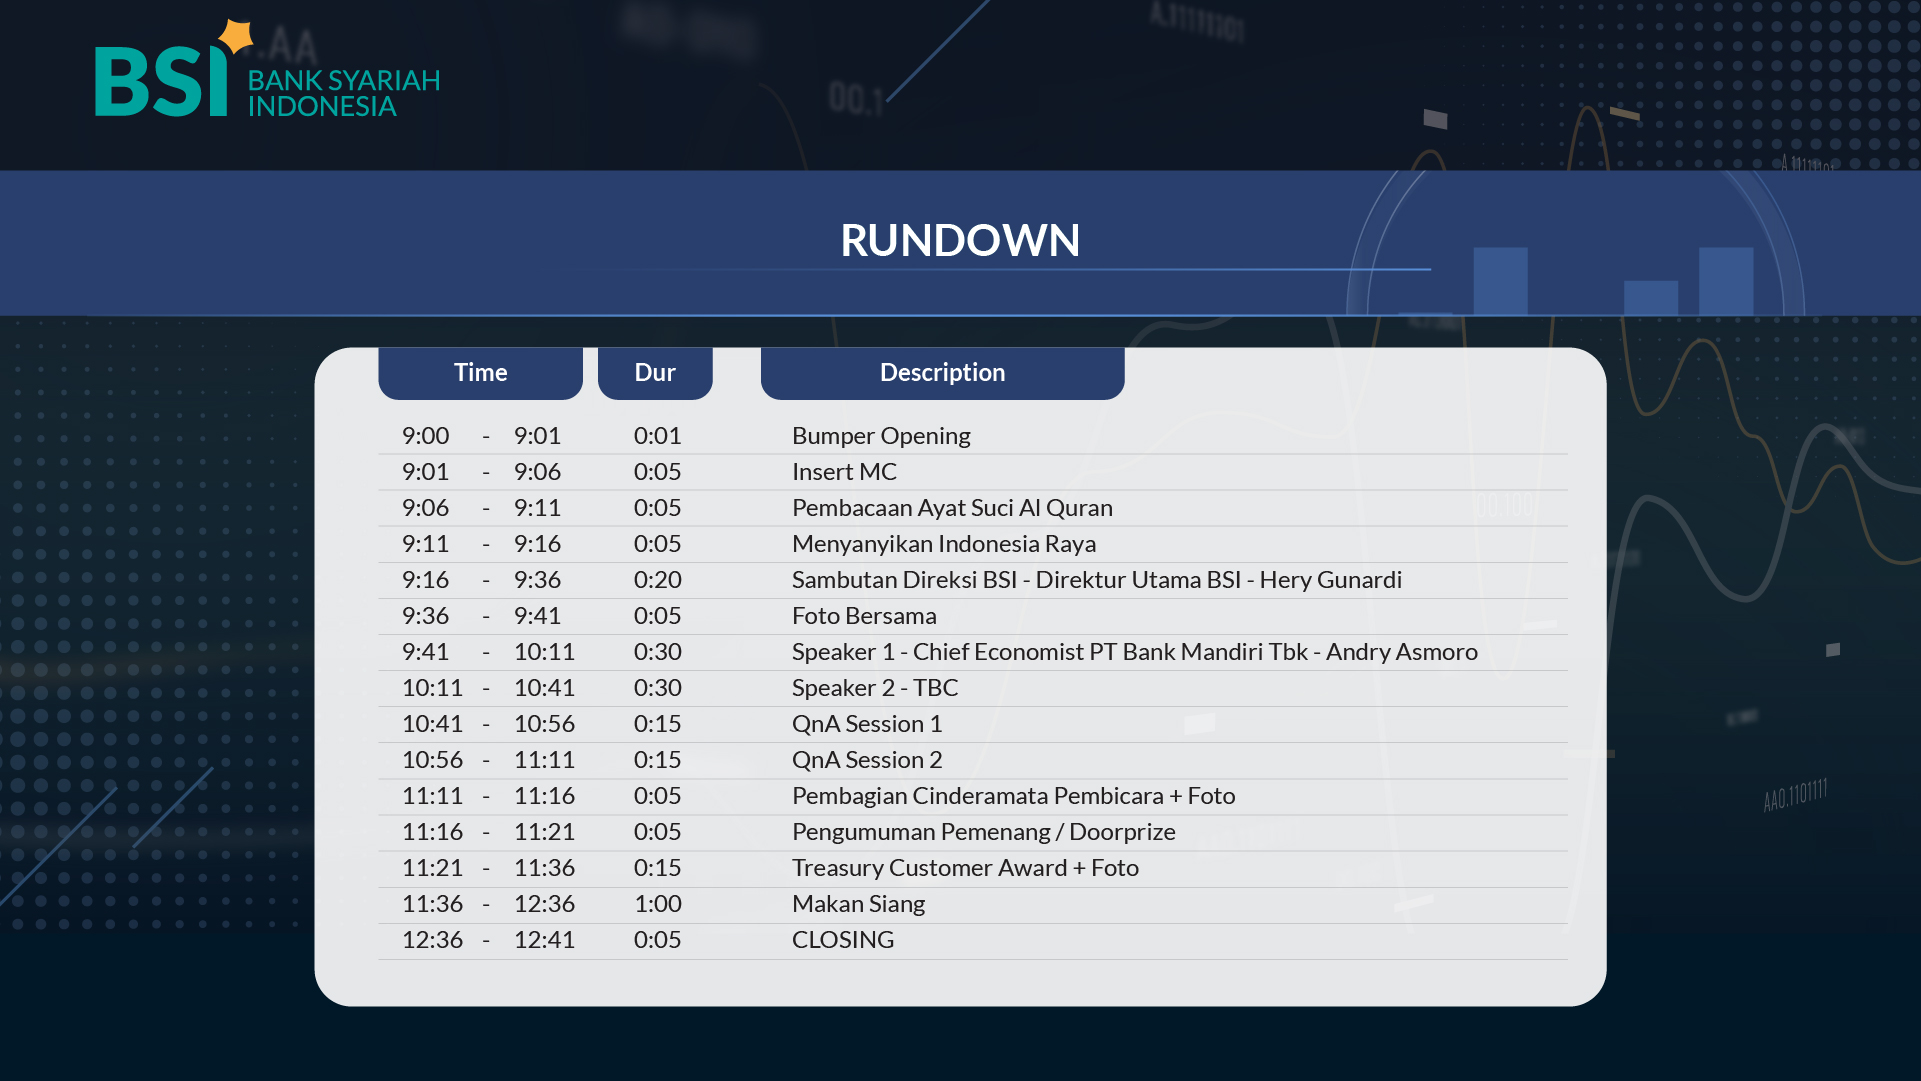 BSI BANK SYARIAH
INDONESIA
.AA
00.1
A.11111101
A.11111101
RUNDOWN
Time Dur Description
9:00 - 9:01 0:01 Bumper Opening
9:01 - 9:06 0:05 Insert MC
9:06 - 9:11 0:05 Pembacaan Ayat Suci Al Quran
9:11 - 9:16 0:05 Menyanyikan Indonesia Raya
9:16 - 9:36 0:20 Sambutan Direksi BSI - Direktur Utama BSI - Hery Gunardi
9:36 - 9:41 0:05 Foto Bersama
9:41 - 10:11 0:30 Speaker 1 - Chief Economist PT Bank Mandiri Tbk - Andry Asmoro
10:11 - 10:41 0:30 Speaker 2 - TBC
10:41 - 10:56 0:15 QnA Session 1
10:56 - 11:11 0:15 QnA Session 2
11:11 - 11:16 0:05 Pembagian Cinderamata Pembicara + Foto
11:16 - 11:21 0:05 Pengumuman Pemenang / Doorprize
11:21 - 11:36 0:15 Treasury Customer Award + Foto
11:36 - 12:36 1:00 Makan Siang
12:36 - 12:41 0:05 CLOSING
AA0.1101111